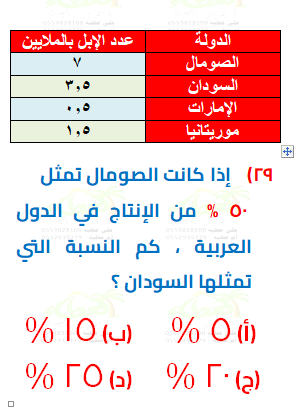 الدولة عدد الإبل بالملايين
الصومال ٧
السودان ٣,٥
الإمارات ٠,٥
موريتانيا ١,٥
٢٩) إذا كانت الصومال تمثل
٥٠ % من الإنتاج في الدول
العربية ، كم النسبة التي
تمثلها السودان ؟
(أ) ٥ % (ب) ١٥ %
(ج) ٢٠ % (د) ٢٥ %